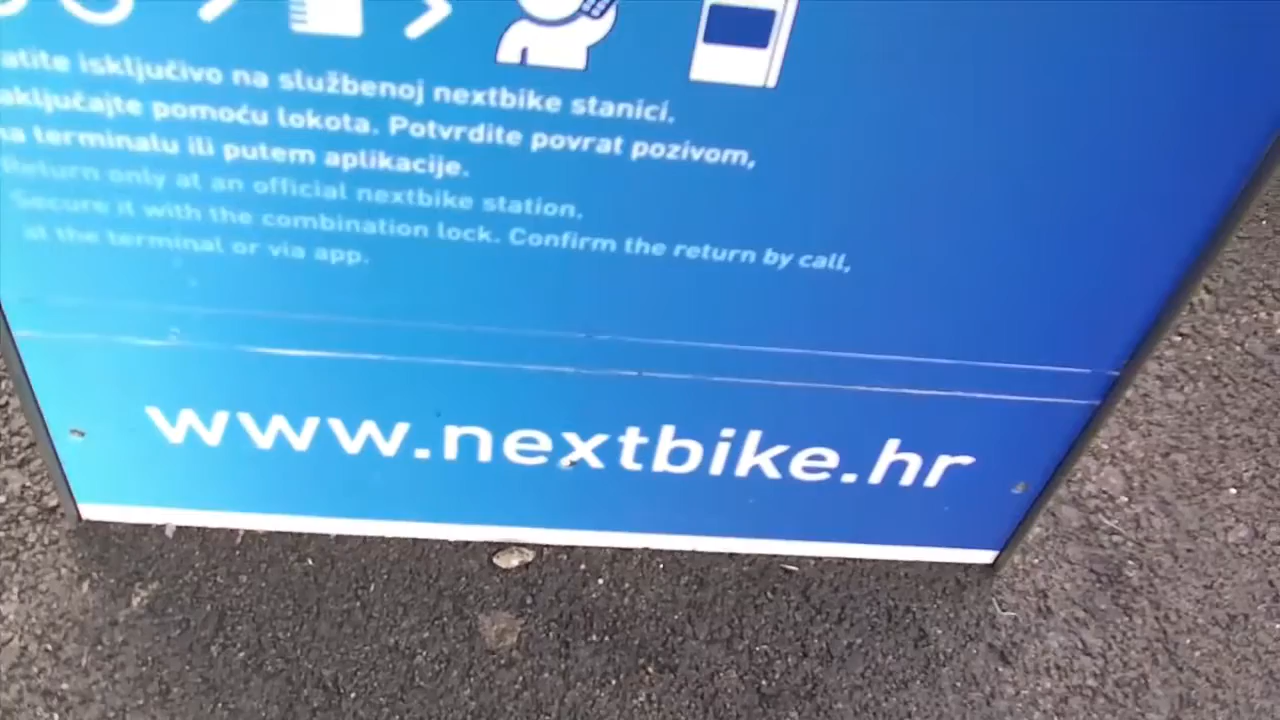 isključivo na službenoj nextbike stanici.
pomoću lokota. Potvrdite povrat pozivom,
na terminalu ili putem aplikacije.
Return only at an official nextbike station.
Secure it with the combination lock. Confirm the return by call,
at the terminal or via app.
www.nextbike.hr